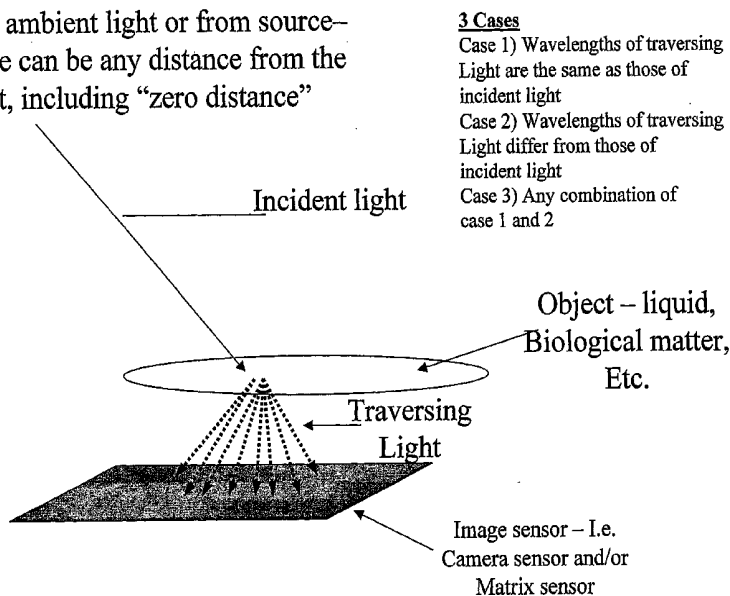 ambient light or from source–
e can be any distance from the
t, including “zero distance”
3 Cases
Case 1) Wavelengths of traversing
Light are the same as those of
incident light
Case 2) Wavelengths of traversing
Light differ from those of
incident light
Case 3) Any combination of
case 1 and 2
Incident light
Object – liquid,
Biological matter,
Etc.
Traversing
Light
Image sensor – I.e.
Camera sensor and/or
Matrix sensor